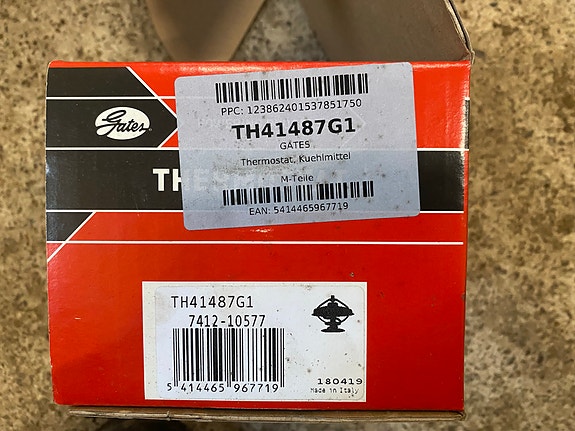 Gates
PPC: 123862401537851750
TH41487G1
GATES
Thermostat, Kuehlmittel
M-Teile
EAN: 5414465967719
TH41487G1
7412-10577
5 414465 967719
180419
Made in Italy